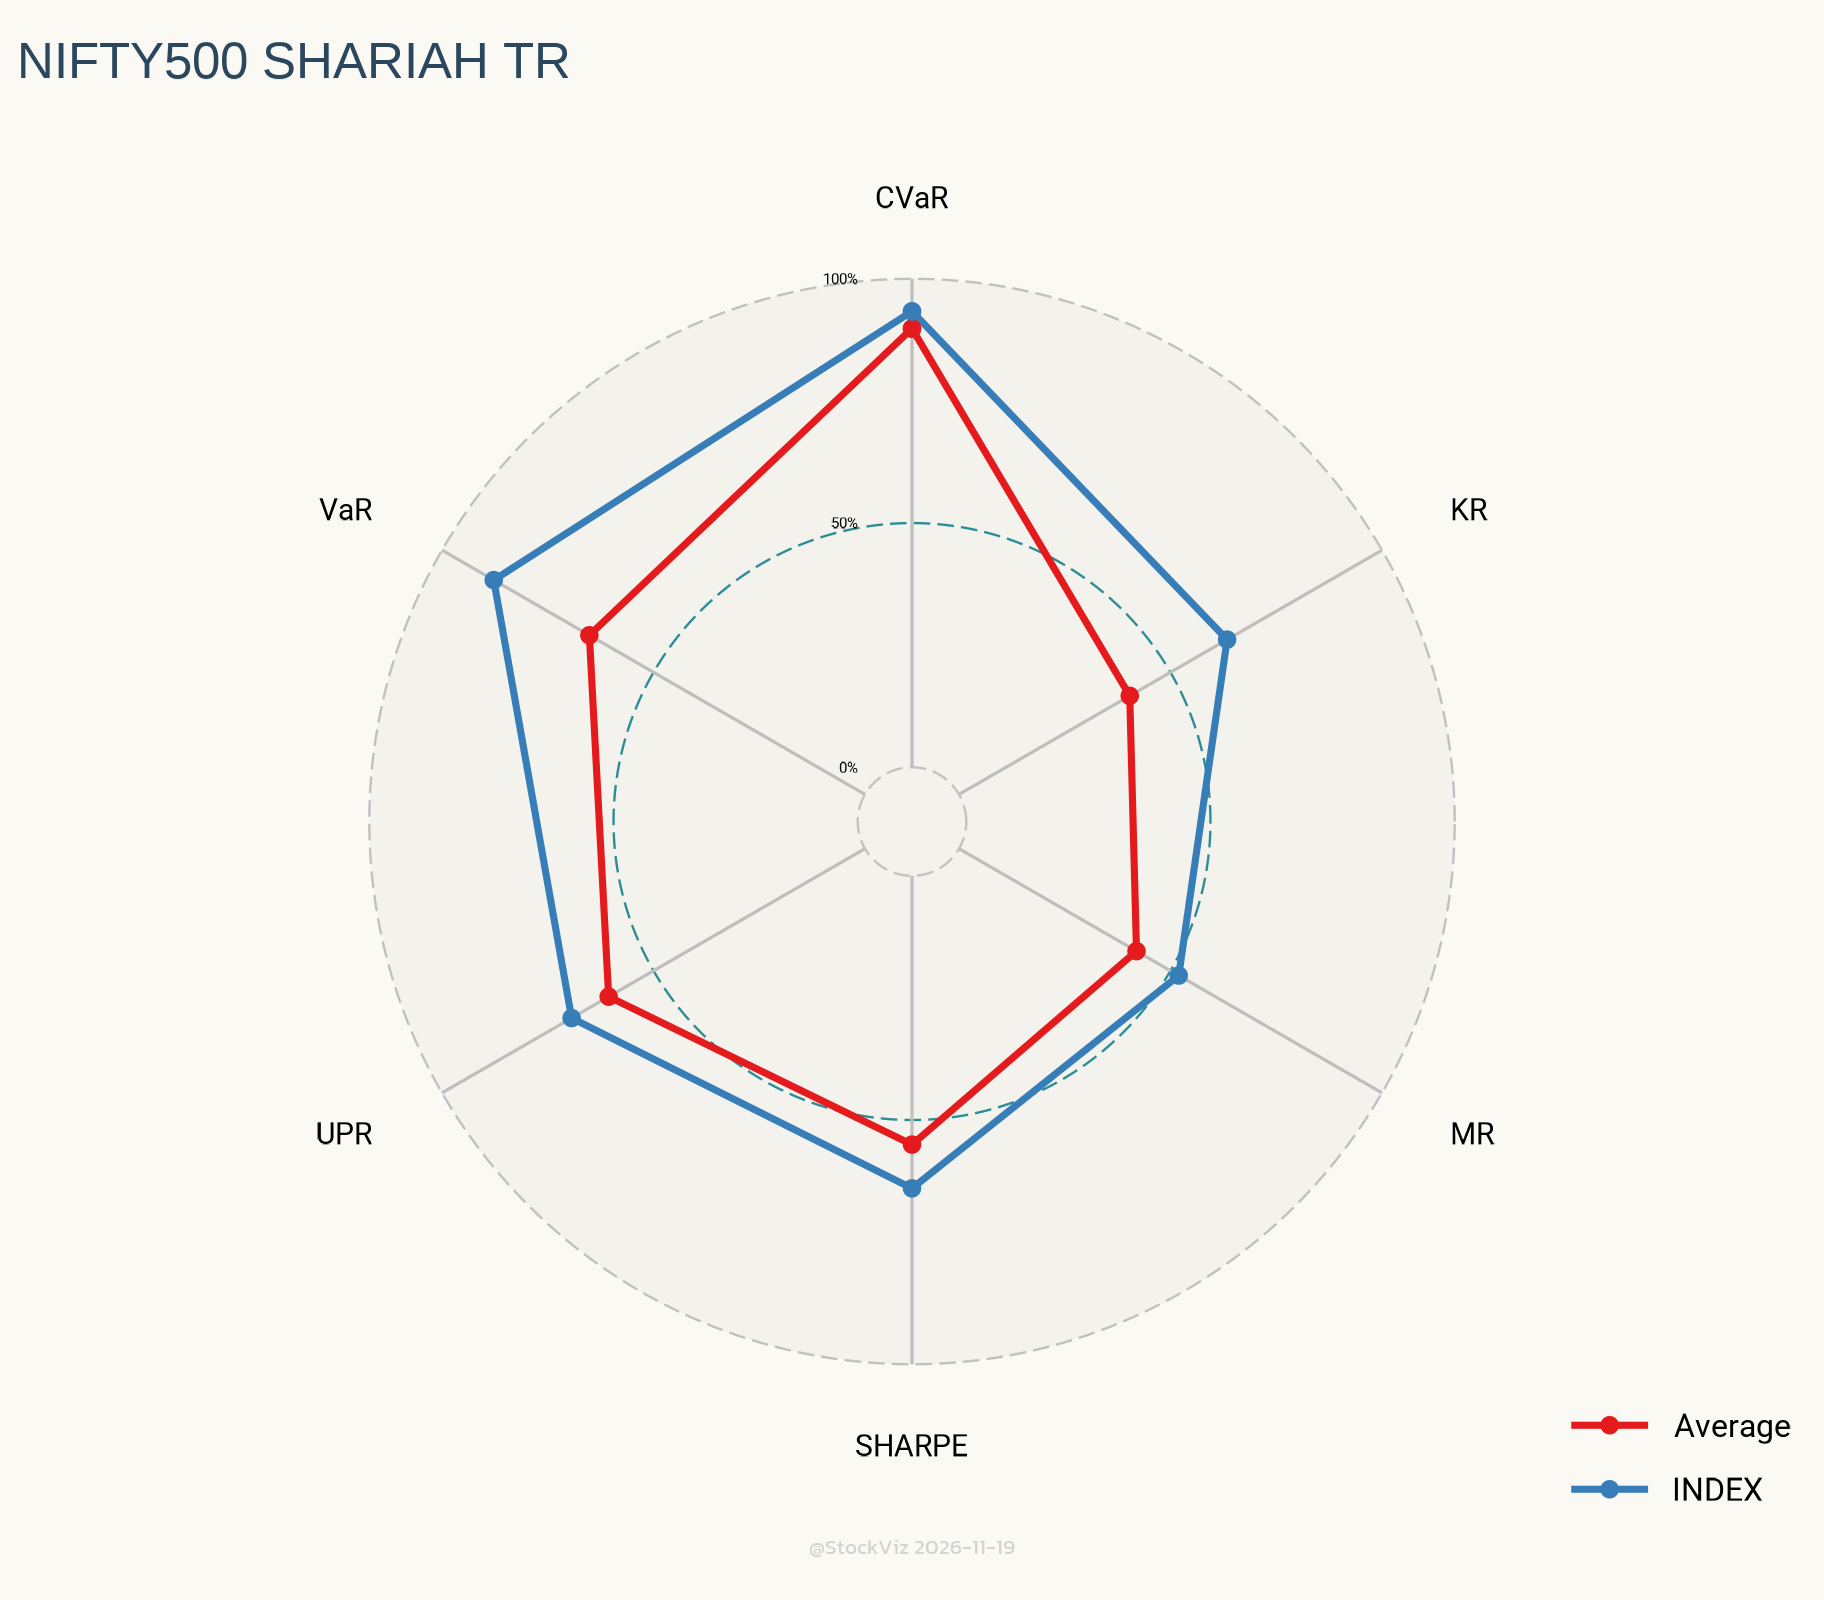 NIFTY500 SHARIAH TR
CVaR
100%
VaR
KR
50%
0%
UPR
MR
SHARPE
Average
INDEX
@StockViz 2026-11-19